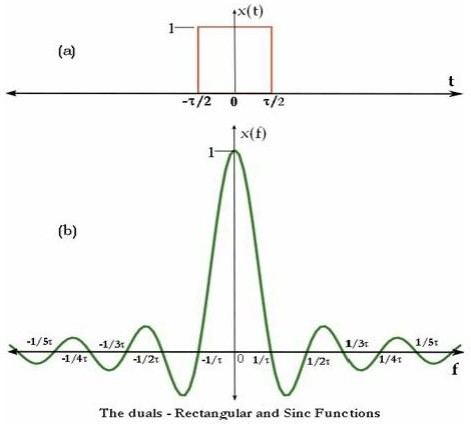 x(t)
1
(a)
t
-τ/2 0 τ/2
x(f)
1
(b)
-1/5τ -1/3τ 1/3τ 1/5τ
-1/4τ -1/2τ -1/τ 0 1/τ 1/2τ 1/4τ
f
The duals - Rectangular and Sinc Functions